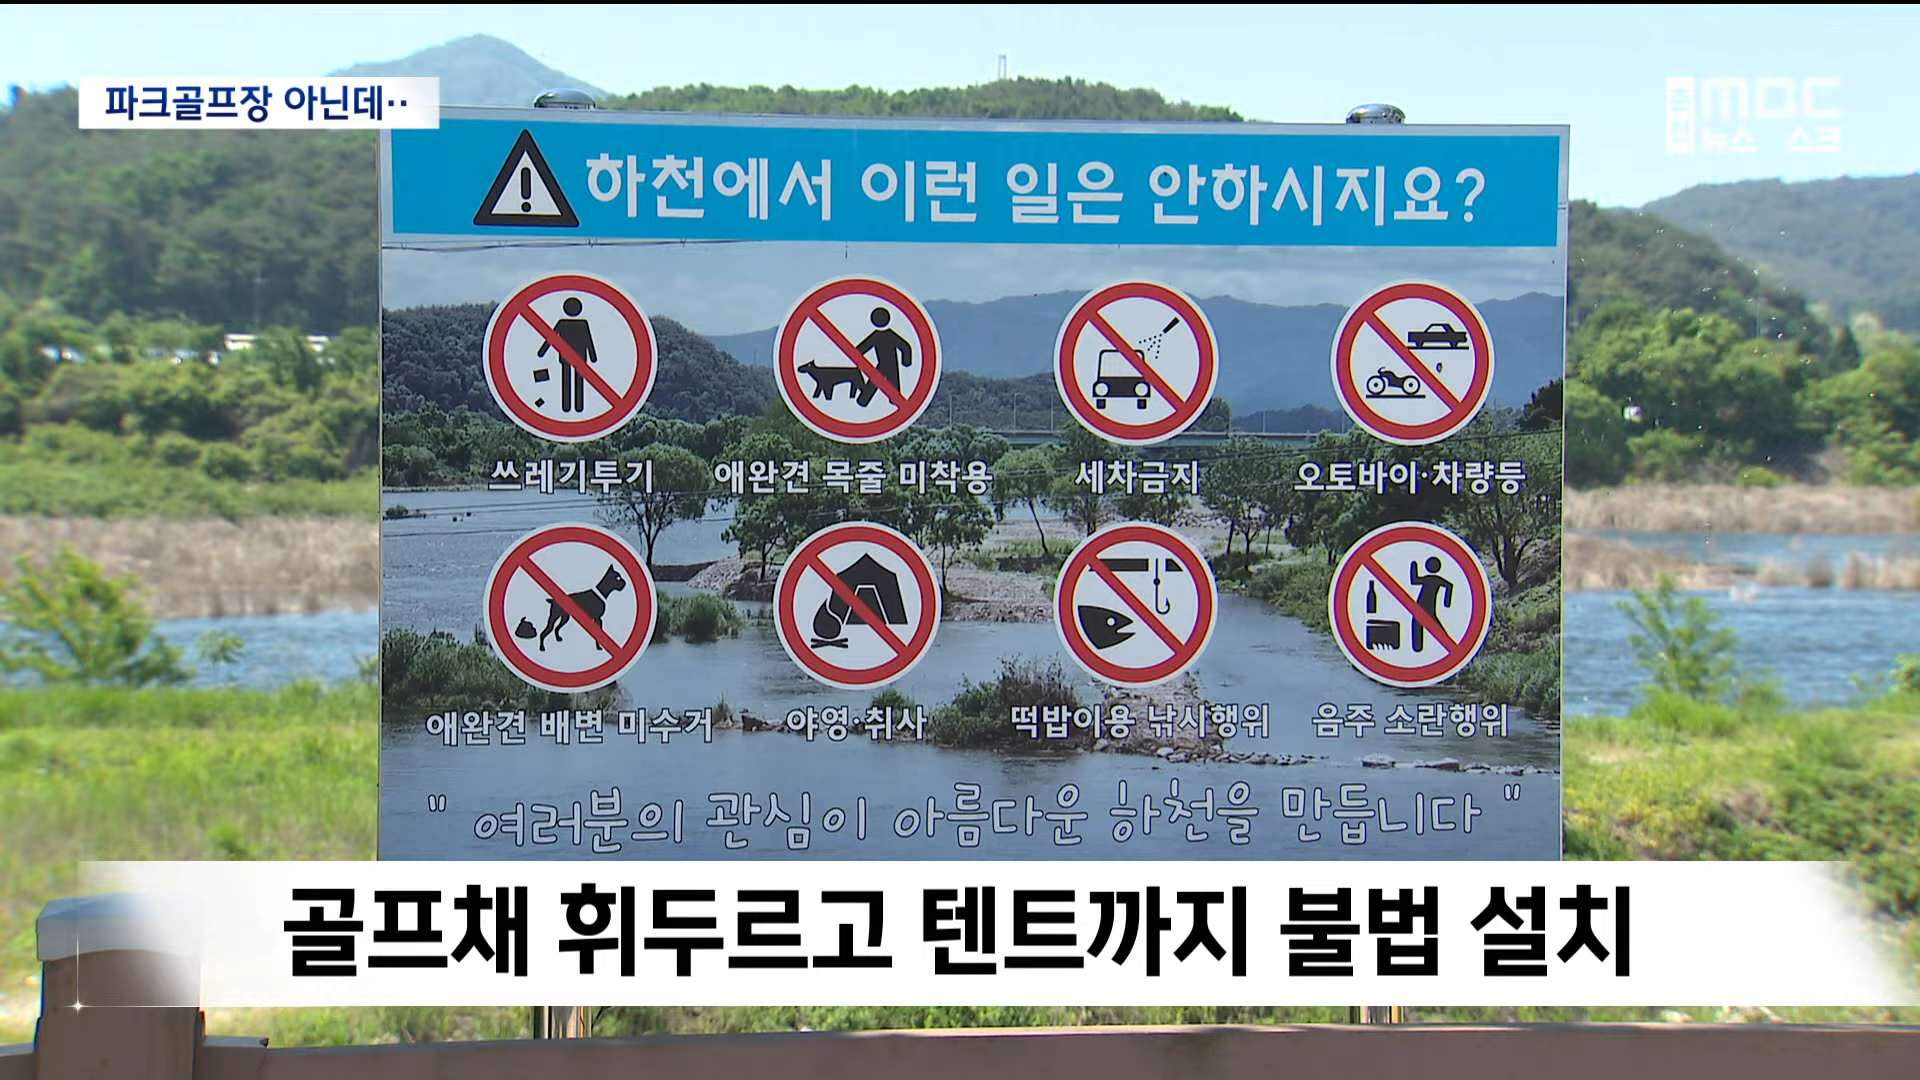 파크골프장 아닌데··
MBC
뉴스 스크
하천에서 이런 일은 안하시지요?
쓰레기투기 애완견 목줄 미착용 세차금지 오토바이·차량등
애완견 배변 미수거 야영·취사 떡밥이용 낚시행위 음주 소란행위
" 여러분의 관심이 아름다운 하천을 만듭니다 "
골프채 휘두르고 텐트까지 불법 설치